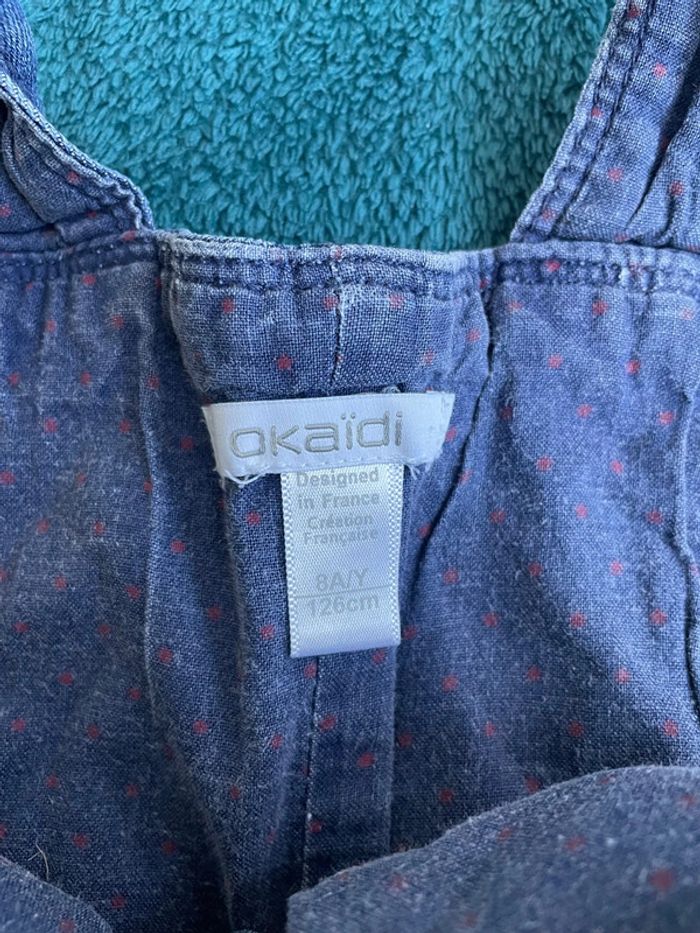 okaïdi
Designed
in France
Création
Française
8A/Y
126cm